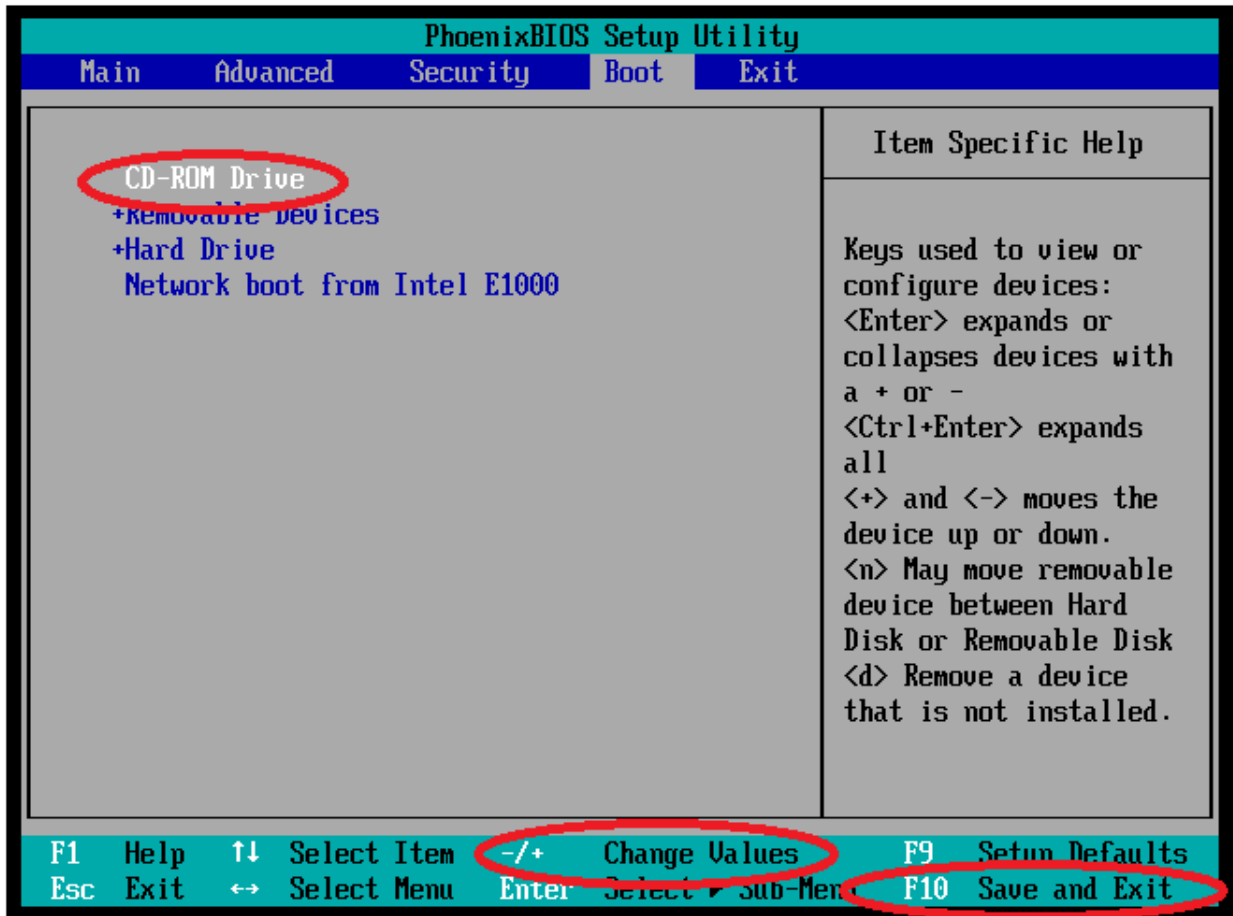 PhoenixBIOS Setup Utility
Main Advanced Security Boot Exit
CD-ROM Drive
+Removable Devices
+Hard Drive
Network boot from Intel E1000
Item Specific Help
Keys used to view or
configure devices:
<Enter> expands or
collapses devices with
a + or -
<Ctrl+Enter> expands
all
<+> and <-> moves the
device up or down.
<n> May move removable
device between Hard
Disk or Removable Disk
<d> Remove a device
that is not installed.
F1 Help ↑↓ Select Item -/+ Change Values F9 Setup Defaults
Esc Exit ↔ Select Menu Enter Select ▶ Sub-Menu F10 Save and Exit